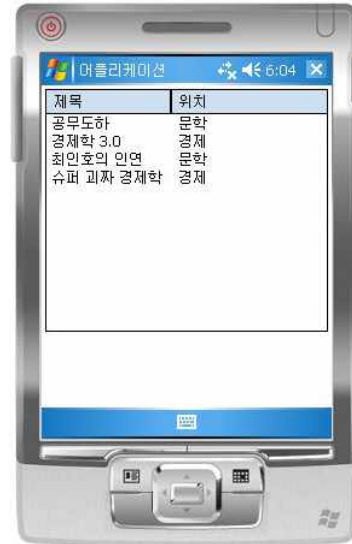 어플리케이션 6:04
제목 위치
공무도하 문학
경제학 3.0 경제
최인호의 인연 문학
슈퍼 괴짜 경제학 경제